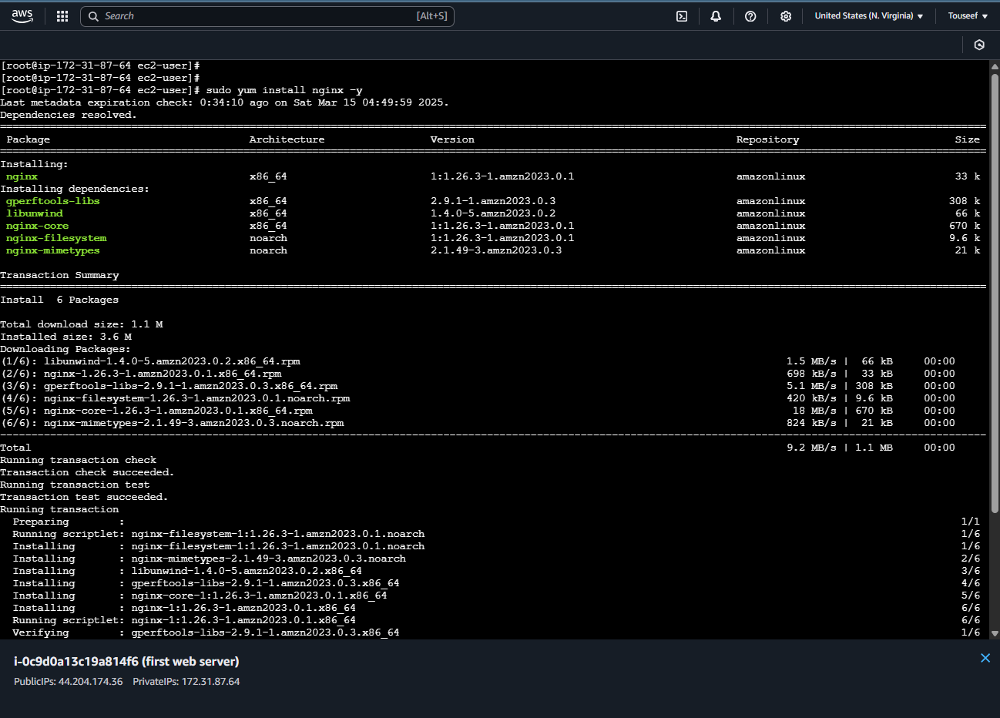 aws Search [Alt+S] United States (N. Virginia) Touseef
[root@ip-172-31-87-64 ec2-user]#
[root@ip-172-31-87-64 ec2-user]#
[root@ip-172-31-87-64 ec2-user]# sudo yum install nginx -y
Last metadata expiration check: 0:34:10 ago on Sat Mar 15 04:49:59 2025.
Dependencies resolved.
Package Architecture Version Repository Size
Installing:
nginx x86_64 1:1.26.3-1.amzn2023.0.1 amazonlinux 33 k
Installing dependencies:
gperftools-libs x86_64 2.9.1-1.amzn2023.0.3 amazonlinux 308 k
libunwind x86_64 1.4.0-5.amzn2023.0.2 amazonlinux 66 k
nginx-core x86_64 1:1.26.3-1.amzn2023.0.1 amazonlinux 670 k
nginx-filesystem noarch 1:1.26.3-1.amzn2023.0.1 amazonlinux 9.6 k
nginx-mimetypes noarch 2.1.49-3.amzn2023.0.3 amazonlinux 21 k
Transaction Summary
Install 6 Packages
Total download size: 1.1 M
Installed size: 3.6 M
Downloading Packages:
(1/6): libunwind-1.4.0-5.amzn2023.0.2.x86_64.rpm 1.5 MB/s | 66 kB 00:00
(2/6): nginx-1.26.3-1.amzn2023.0.1.x86_64.rpm 698 kB/s | 33 kB 00:00
(3/6): gperftools-libs-2.9.1-1.amzn2023.0.3.x86_64.rpm 5.1 MB/s | 308 kB 00:00
(4/6): nginx-filesystem-1.26.3-1.amzn2023.0.1.noarch.rpm 420 kB/s | 9.6 kB 00:00
(5/6): nginx-core-1.26.3-1.amzn2023.0.1.x86_64.rpm 18 MB/s | 670 kB 00:00
(6/6): nginx-mimetypes-2.1.49-3.amzn2023.0.3.noarch.rpm 824 kB/s | 21 kB 00:00
Total 9.2 MB/s | 1.1 MB 00:00
Running transaction check
Transaction check succeeded.
Running transaction test
Transaction test succeeded.
Running transaction
Preparing : 1/1
Running scriptlet: nginx-filesystem-1:1.26.3-1.amzn2023.0.1.noarch 1/6
Installing : nginx-filesystem-1:1.26.3-1.amzn2023.0.1.noarch 1/6
Installing : nginx-mimetypes-2.1.49-3.amzn2023.0.3.noarch 2/6
Installing : libunwind-1.4.0-5.amzn2023.0.2.x86_64 3/6
Installing : gperftools-libs-2.9.1-1.amzn2023.0.3.x86_64 4/6
Installing : nginx-core-1:1.26.3-1.amzn2023.0.1.x86_64 5/6
Installing : nginx-1:1.26.3-1.amzn2023.0.1.x86_64 6/6
Running scriptlet: nginx-1:1.26.3-1.amzn2023.0.1.x86_64 6/6
Verifying : gperftools-libs-2.9.1-1.amzn2023.0.3.x86_64 1/6
i-0c9d0a13c19a814f6 (first web server)
PublicIPs: 44.204.174.36 PrivateIPs: 172.31.87.64